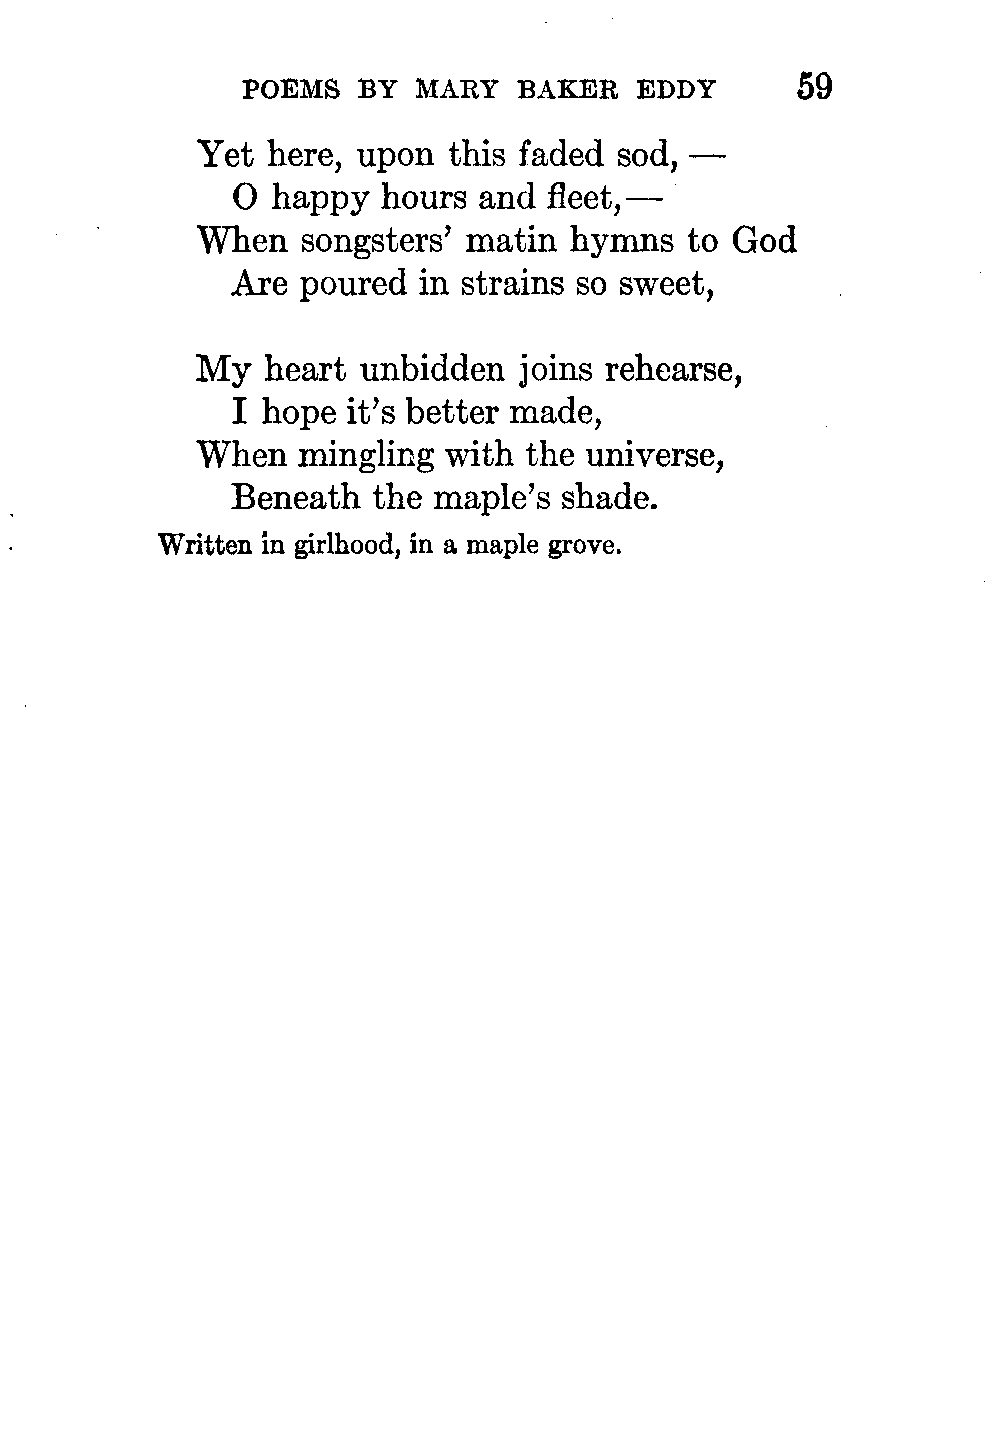 POEMS BY MARY BAKER EDDY 59
Yet here, upon this faded sod, —
O happy hours and fleet,—
When songsters' matin hymns to God
Are poured in strains so sweet,
My heart unbidden joins rehearse,
I hope it's better made,
When mingling with the universe,
Beneath the maple's shade.
Written in girlhood, in a maple grove.